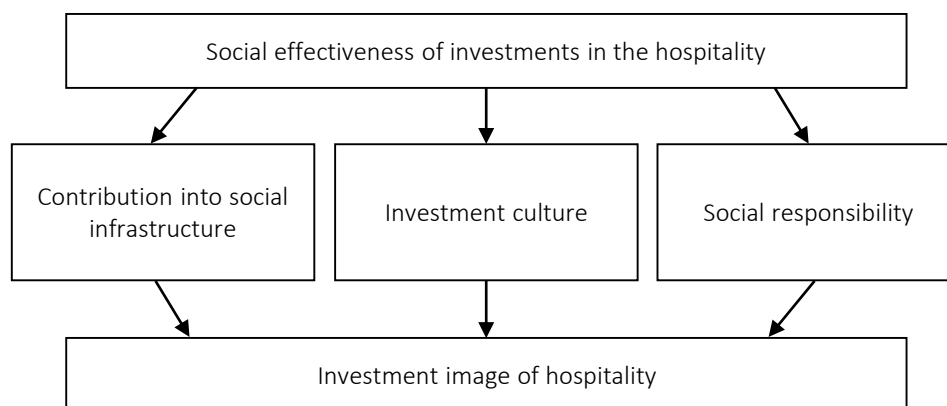 Social effectiveness of investments in the hospitality
Contribution into social
infrastructure
Investment culture
Social responsibility
Investment image of hospitality